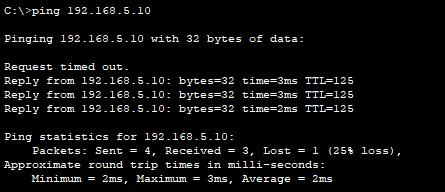 C:\>ping 192.168.5.10
Pinging 192.168.5.10 with 32 bytes of data:
Request timed out.
Reply from 192.168.5.10: bytes=32 time=3ms TTL=125
Reply from 192.168.5.10: bytes=32 time=3ms TTL=125
Reply from 192.168.5.10: bytes=32 time=2ms TTL=125
Ping statistics for 192.168.5.10:
Packets: Sent = 4, Received = 3, Lost = 1 (25% loss),
Approximate round trip times in milli-seconds:
Minimum = 2ms, Maximum = 3ms, Average = 2ms